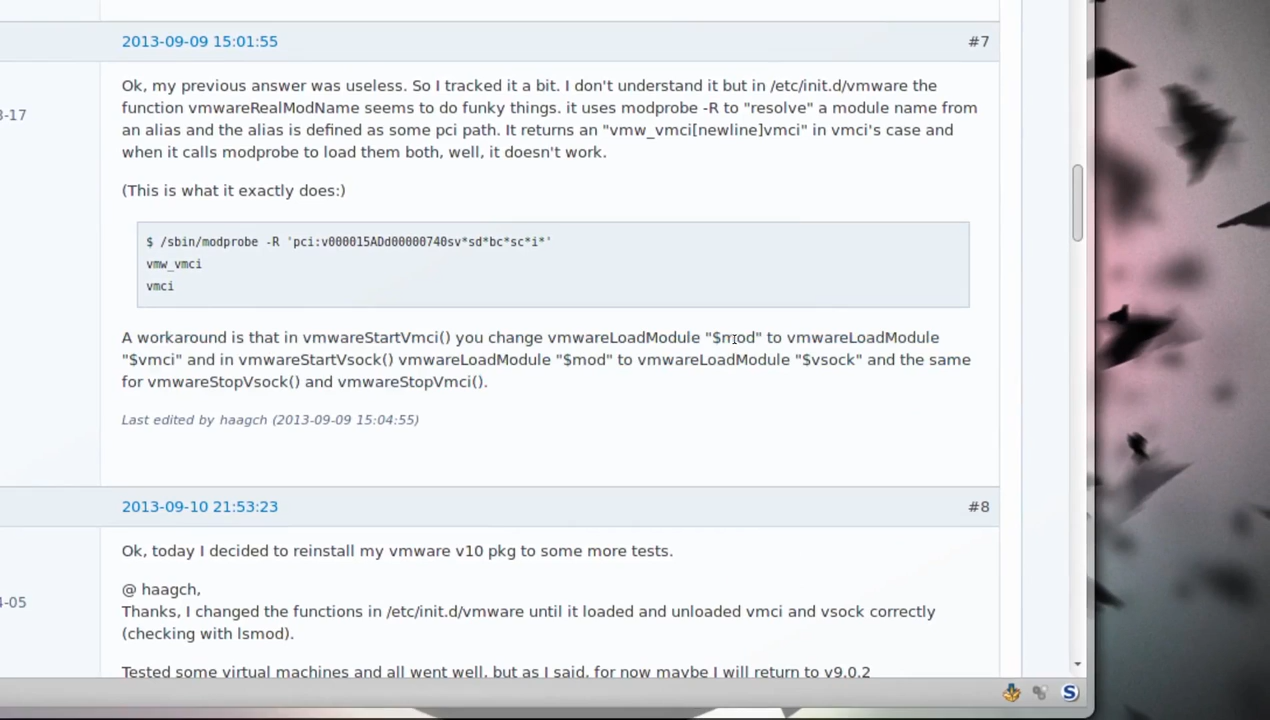 2013-09-09 15:01:55 #7
Ok, my previous answer was useless. So I tracked it a bit. I don't understand it but in /etc/init.d/vmware the
function vmwareRealModName seems to do funky things. it uses modprobe -R to "resolve" a module name from
3-17
an alias and the alias is defined as some pci path. It returns an "vmw_vmci[newline]vmci" in vmci's case and
when it calls modprobe to load them both, well, it doesn't work.
(This is what it exactly does:)
$ /sbin/modprobe -R 'pci:v000015ADd00000740sv*sd*bc*sc*i*'
vmw_vmci
vmci
A workaround is that in vmwareStartVmci() you change vmwareLoadModule "$mod" to vmwareLoadModule
"$vmci" and in vmwareStartVsock() vmwareLoadModule "$mod" to vmwareLoadModule "$vsock" and the same
for vmwareStopVsock() and vmwareStopVmci().
Last edited by haagch (2013-09-09 15:04:55)
2013-09-10 21:53:23 #8
Ok, today I decided to reinstall my vmware v10 pkg to some more tests.
@ haagch,
4-05
Thanks, I changed the functions in /etc/init.d/vmware until it loaded and unloaded vmci and vsock correctly
(checking with lsmod).
Tested some virtual machines and all went well, but as I said, for now maybe I will return to v9.0.2